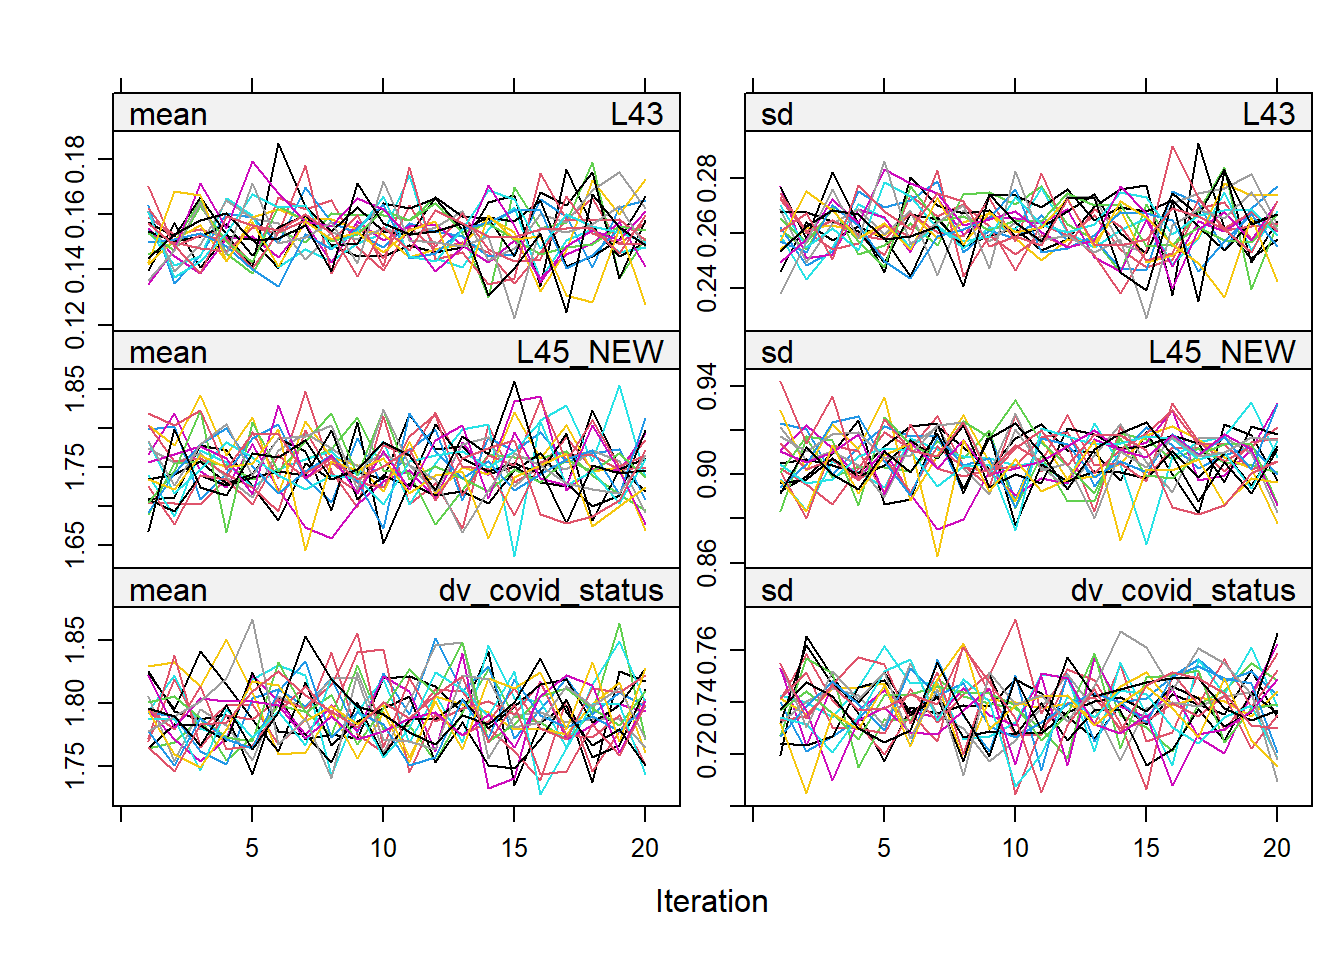 mean L43
0.18
0.16
0.14
0.12
sd L43
0.28
0.26
0.24
mean L45_NEW
1.85
1.75
1.65
sd L45_NEW
0.94
0.90
0.86
mean dv_covid_status
1.85
1.80
1.75
sd dv_covid_status
0.76
0.74
0.72
5 10 15 20
5 10 15 20
Iteration